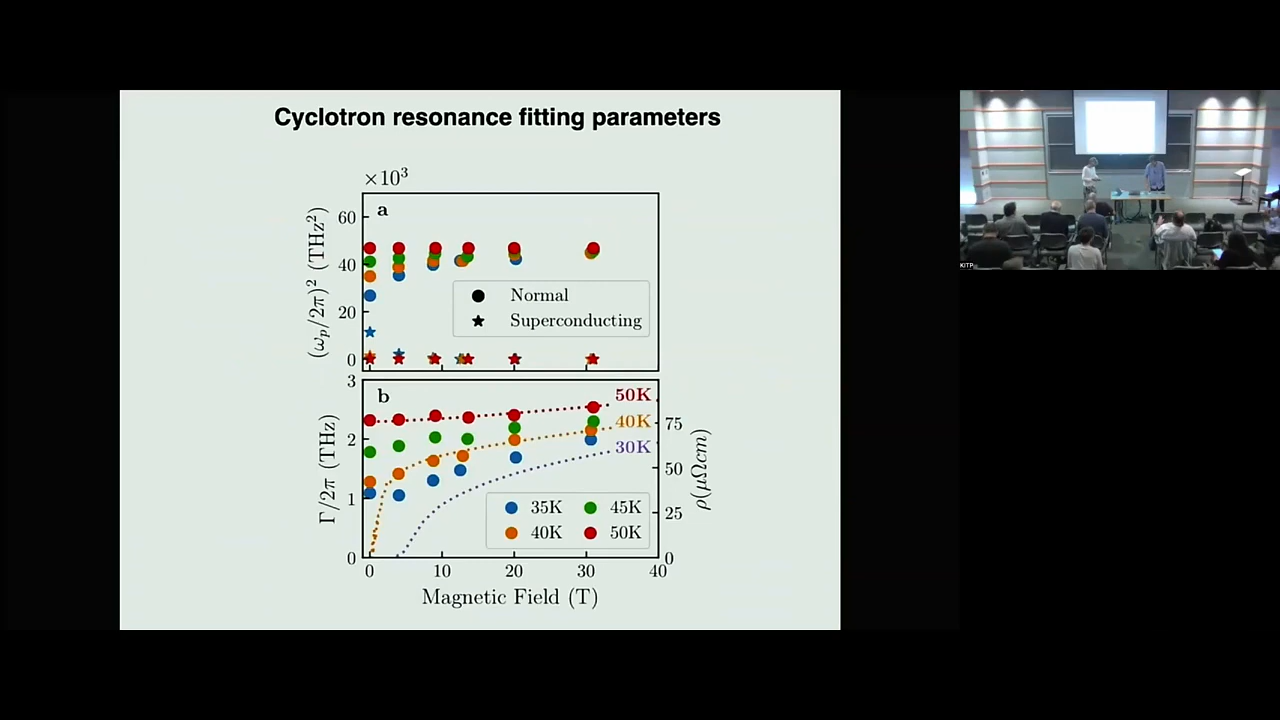 Cyclotron resonance fitting parameters
×10³
a
60
40
20
0
(ωₚ/2π)² (THz²)
Normal
Superconducting
b
3
2
1
0
Γ/2π (THz)
50K
40K
30K
75
50
25
0
ρ(μΩcm)
35K 45K
40K 50K
0 10 20 30 40
Magnetic Field (T)
KITP